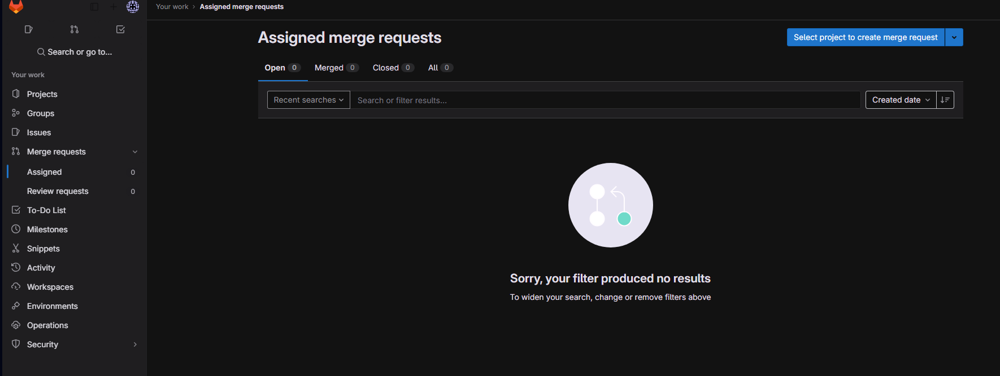 Your work › Assigned merge requests
Search or go to...
Your work
Projects
Groups
Issues
Merge requests
Assigned 0
Review requests 0
To-Do List
Milestones
Snippets
Activity
Workspaces
Environments
Operations
Security
Assigned merge requests
Select project to create merge request
Open 0 Merged 0 Closed 0 All 0
Recent searches Search or filter results... Created date
Sorry, your filter produced no results
To widen your search, change or remove filters above